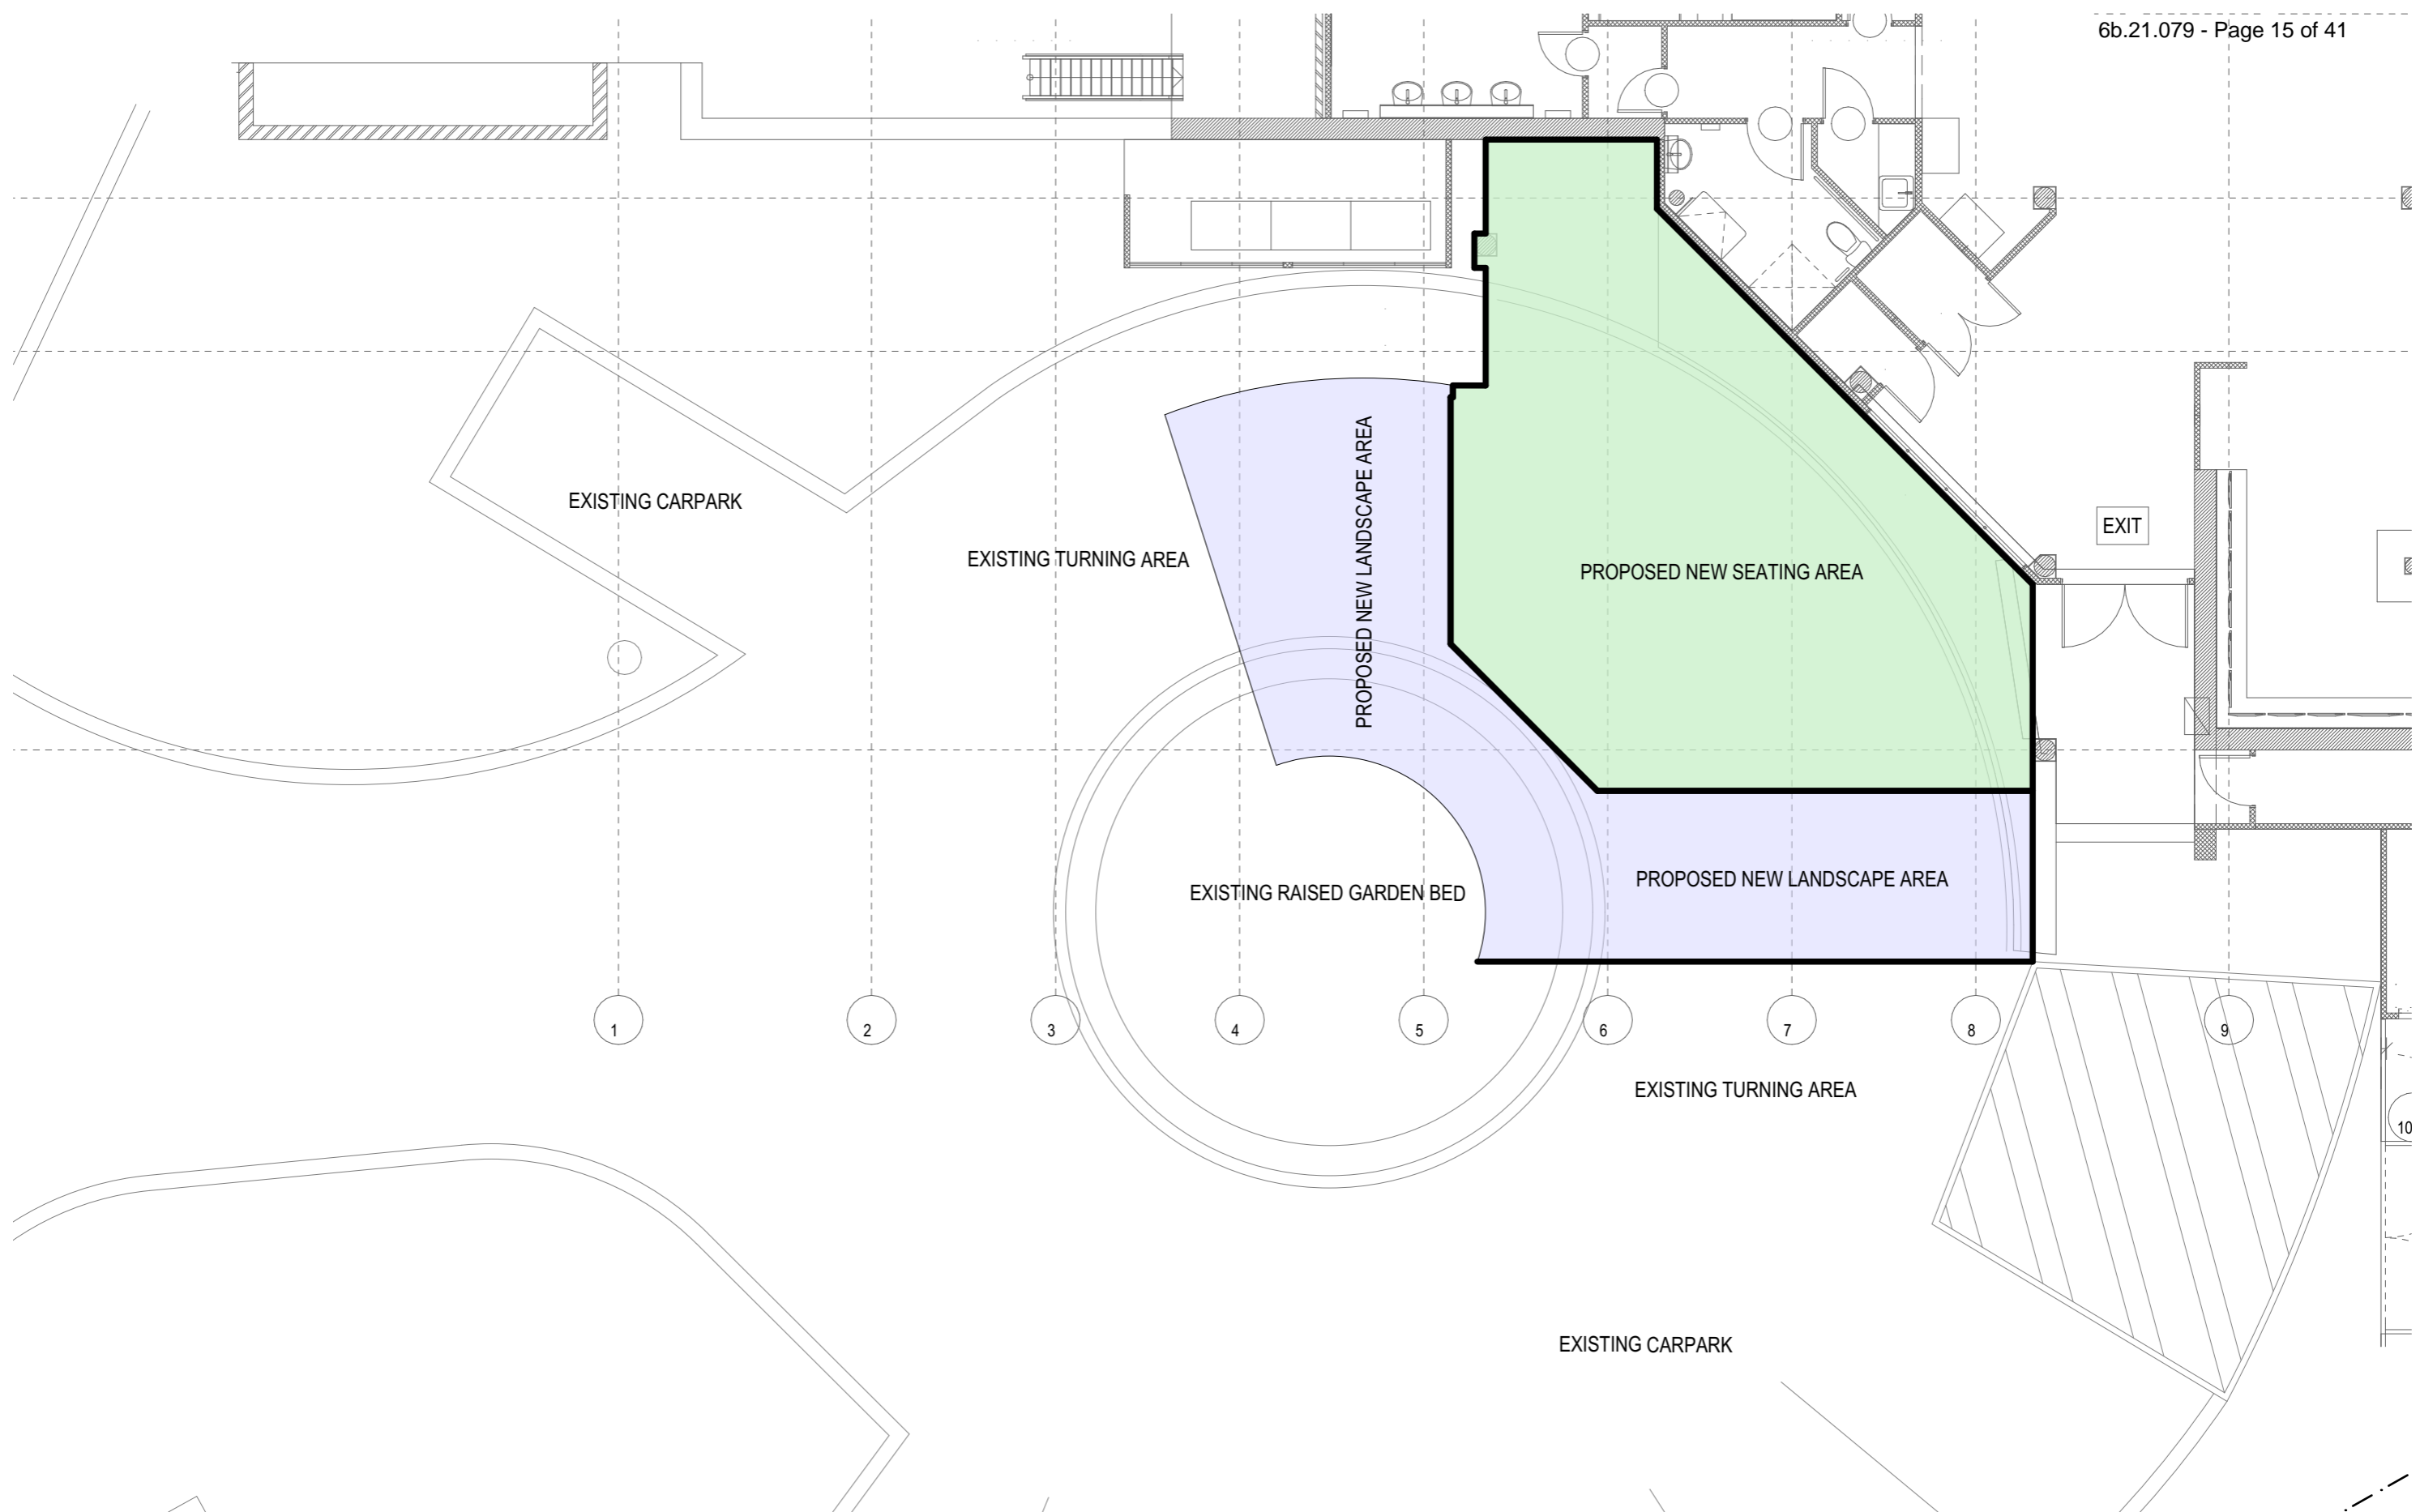 6b.21.079 - Page 15 of 41
EXISTING CARPARK
EXISTING TURNING AREA
PROPOSED NEW LANDSCAPE AREA
PROPOSED NEW SEATING AREA
EXIT
EXISTING RAISED GARDEN BED
PROPOSED NEW LANDSCAPE AREA
1
2
3
4
5
6
7
8
9
EXISTING TURNING AREA
10
EXISTING CARPARK